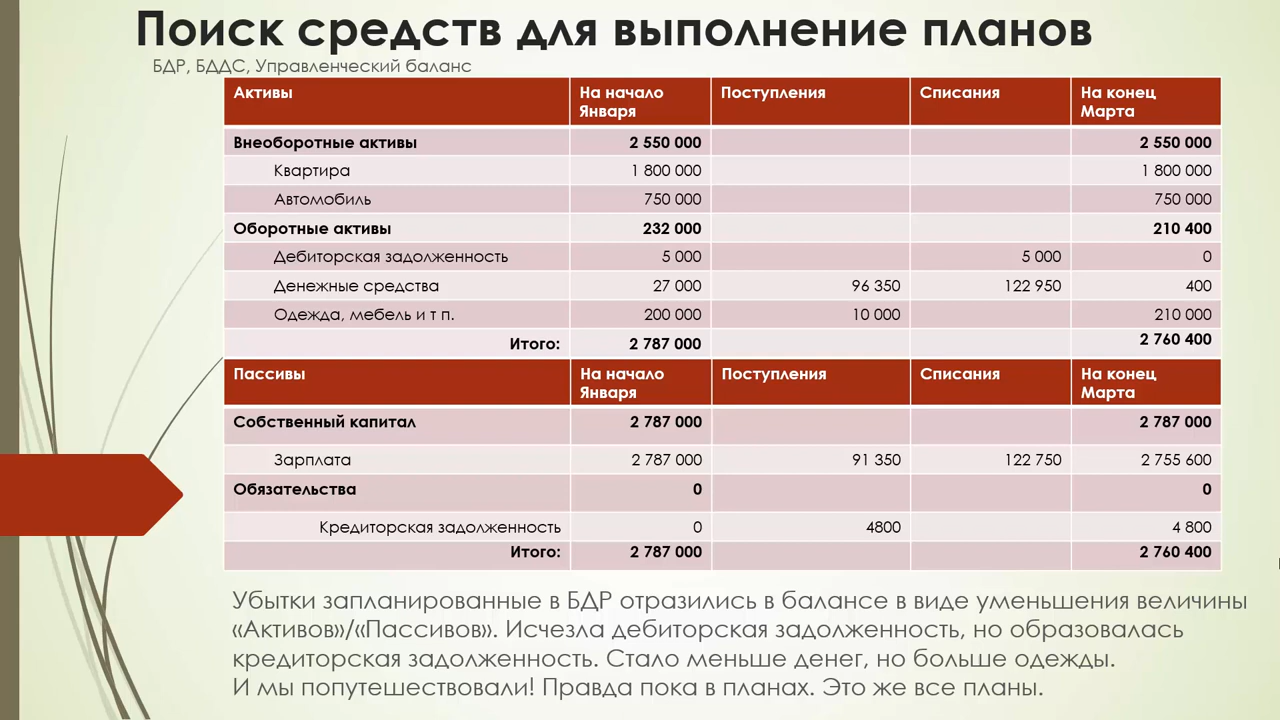 Поиск средств для выполнение планов
БДР, БДДС, Управленческий баланс
Активы На начало Января Поступления Списания На конец Марта
Внеоборотные активы 2 550 000 2 550 000
Квартира 1 800 000 1 800 000
Автомобиль 750 000 750 000
Оборотные активы 232 000 210 400
Дебиторская задолженность 5 000 5 000 0
Денежные средства 27 000 96 350 122 950 400
Одежда, мебель и т п. 200 000 10 000 210 000
Итого: 2 787 000 2 760 400
Пассивы На начало Января Поступления Списания На конец Марта
Собственный капитал 2 787 000 2 787 000
Зарплата 2 787 000 91 350 122 750 2 755 600
Обязательства 0 0
Кредиторская задолженность 0 4800 4 800
Итого: 2 787 000 2 760 400
Убытки запланированные в БДР отразились в балансе в виде уменьшения величины
«Активов»/«Пассивов». Исчезла дебиторская задолженность, но образовалась
кредиторская задолженность. Стало меньше денег, но больше одежды.
И мы попутешествовали! Правда пока в планах. Это же все планы.